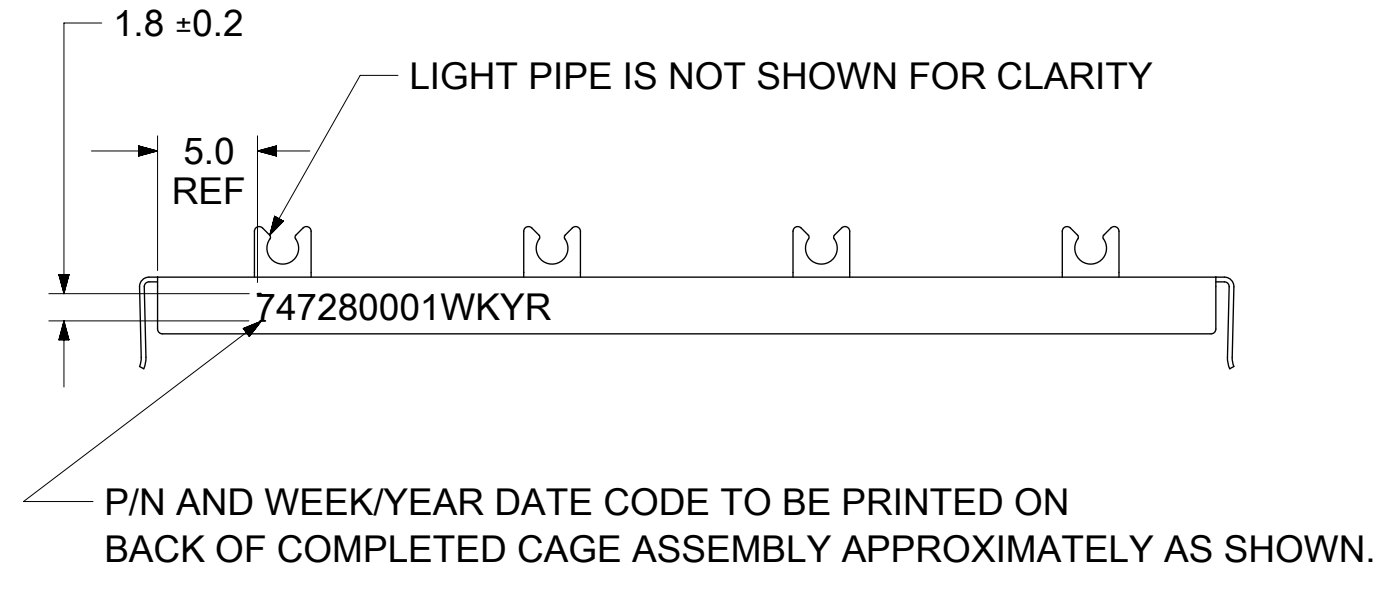 1.8 ±0.2
LIGHT PIPE IS NOT SHOWN FOR CLARITY
5.0
REF
747280001WKYR
P/N AND WEEK/YEAR DATE CODE TO BE PRINTED ON
BACK OF COMPLETED CAGE ASSEMBLY APPROXIMATELY AS SHOWN.